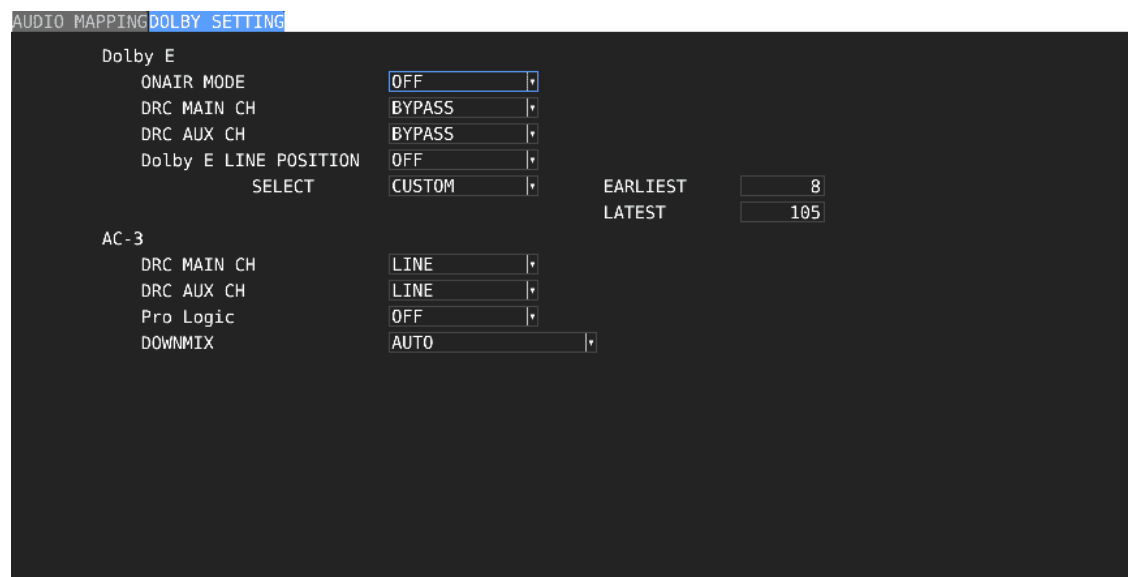 AUDIO MAPPING DOLBY SETTING
Dolby E
ONAIR MODE OFF
DRC MAIN CH BYPASS
DRC AUX CH BYPASS
Dolby E LINE POSITION OFF
SELECT CUSTOM EARLIEST 8
LATEST 105
AC-3
DRC MAIN CH LINE
DRC AUX CH LINE
Pro Logic OFF
DOWNMIX AUTO